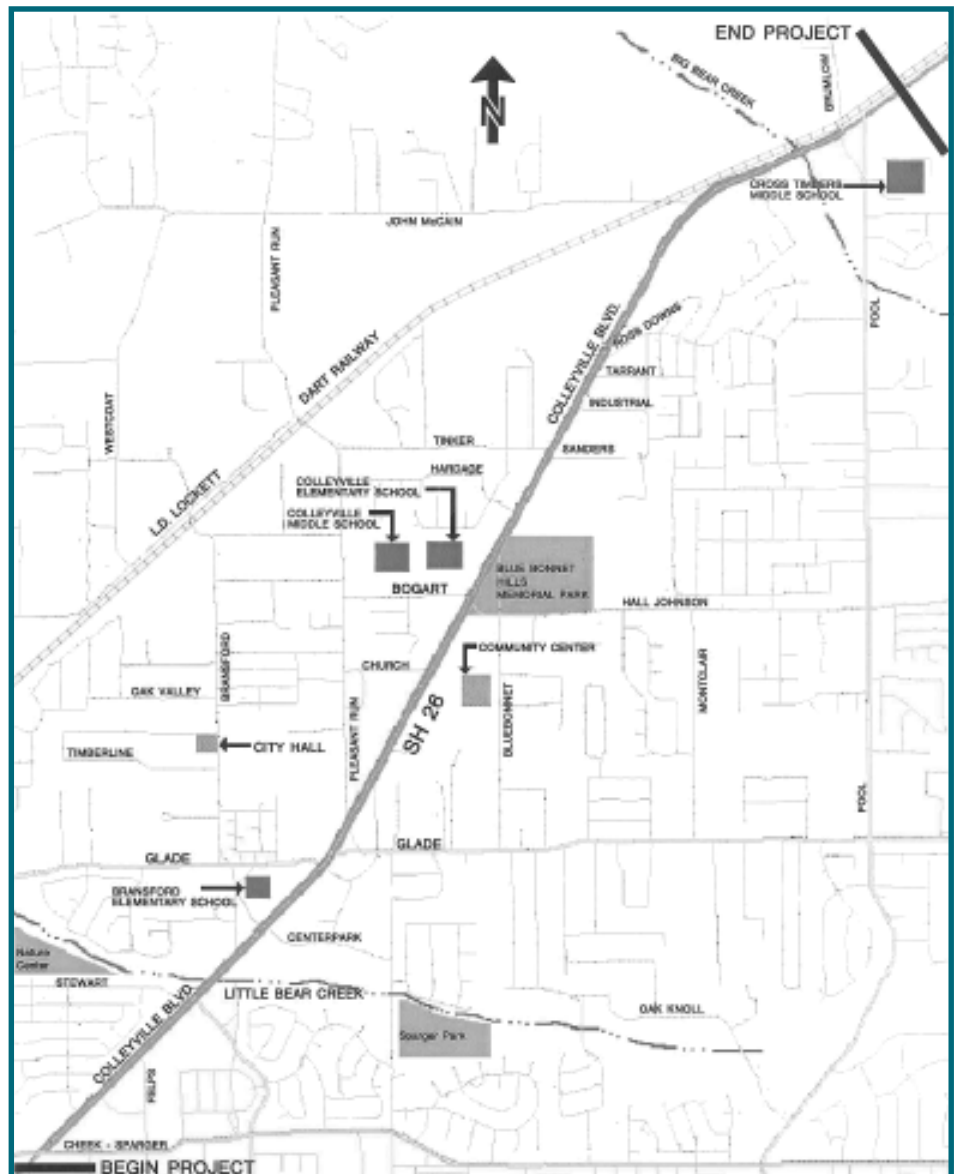 END PROJECT
BIG BEAR CREEK
BRUMLOW
N
CROSS TIMBERS
MIDDLE SCHOOL
JOHN McCAIN
PLEASANT RUN
POOL
COLLEYVILLE BLVD.
ROSS DOWNS
DART RAILWAY
TARRANT
INDUSTRIAL
WESTCOAT
TINKER
SANDERS
HARDAGE
COLLEYVILLE
ELEMENTARY SCHOOL
L.D. LOCKETT
COLLEYVILLE
MIDDLE SCHOOL
BLUE BONNET
HILLS
MEMORIAL PARK
BOGART
HALL JOHNSON
COMMUNITY CENTER
CHURCH
BRANSFORD
MONTCLAIR
OAK VALLEY
PLEASANT RUN
SH 26
BLUEBONNET
CITY HALL
TIMBERLINE
POOL
GLADE
GLADE
BRANSFORD
ELEMENTARY SCHOOL
CENTERPARK
Nature
Center
STEWART
LITTLE BEAR CREEK
OAK KNOLL
COLLEYVILLE BLVD.
Sparger Park
FELPS
CHEEK - SPARGER
BEGIN PROJECT